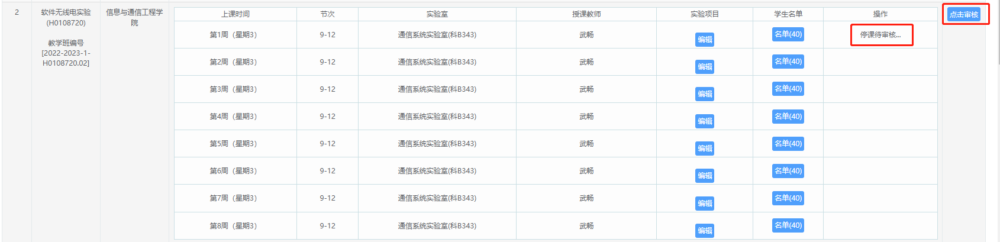 2
软件无线电实验
(H0108720)
教学班编号
[2022-2023-1-
H0108720.02]
信息与通信工程学
院
上课时间 节次 实验室 授课教师 实验项目 学生名单 操作
第1周（星期3） 9-12 通信系统实验室(科B343) 武畅 编辑 名单(40) 停课待审核...
第2周（星期3） 9-12 通信系统实验室(科B343) 武畅 编辑 名单(40)
第3周（星期3） 9-12 通信系统实验室(科B343) 武畅 编辑 名单(40)
第4周（星期3） 9-12 通信系统实验室(科B343) 武畅 编辑 名单(40)
第5周（星期3） 9-12 通信系统实验室(科B343) 武畅 编辑 名单(40)
第6周（星期3） 9-12 通信系统实验室(科B343) 武畅 编辑 名单(40)
第7周（星期3） 9-12 通信系统实验室(科B343) 武畅 编辑 名单(40)
第8周（星期3） 9-12 通信系统实验室(科B343) 武畅 编辑 名单(40)
点击审核